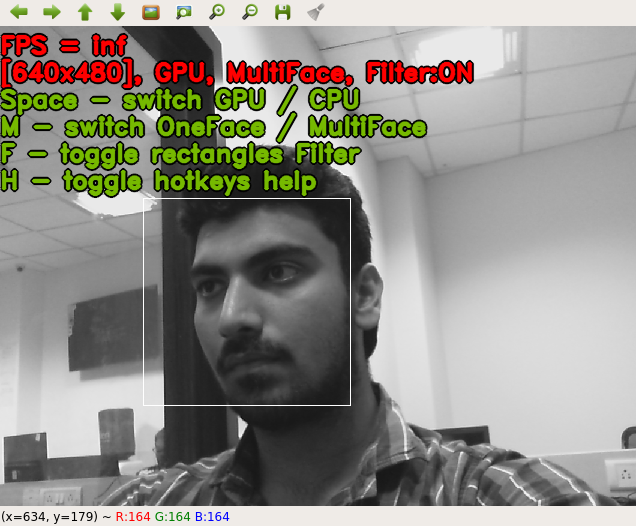 FPS = inf
[640x480], GPU, MultiFace, Filter:ON
Space - switch GPU / CPU
M - switch OneFace / MultiFace
F - toggle rectangles Filter
H - toggle hotkeys help
(x=634, y=179) ~ R:164 G:164 B:164